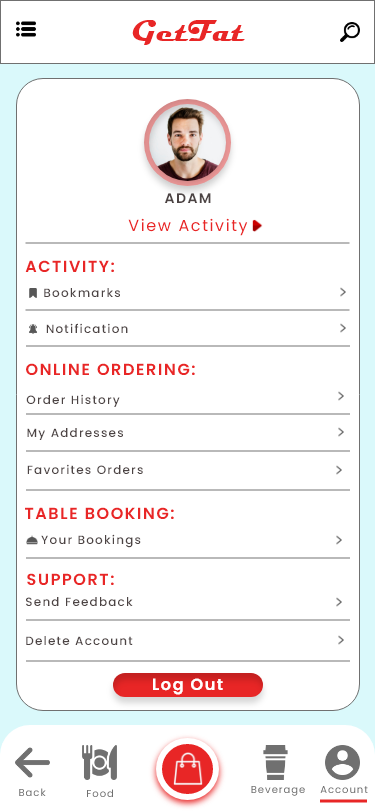 GetFat
ADAM
View Activity
ACTIVITY:
Bookmarks
Notification
ONLINE ORDERING:
Order History
My Addresses
Favorites Orders
TABLE BOOKING:
Your Bookings
SUPPORT:
Send Feedback
Delete Account
Log Out
Back
Food
Beverage
Account